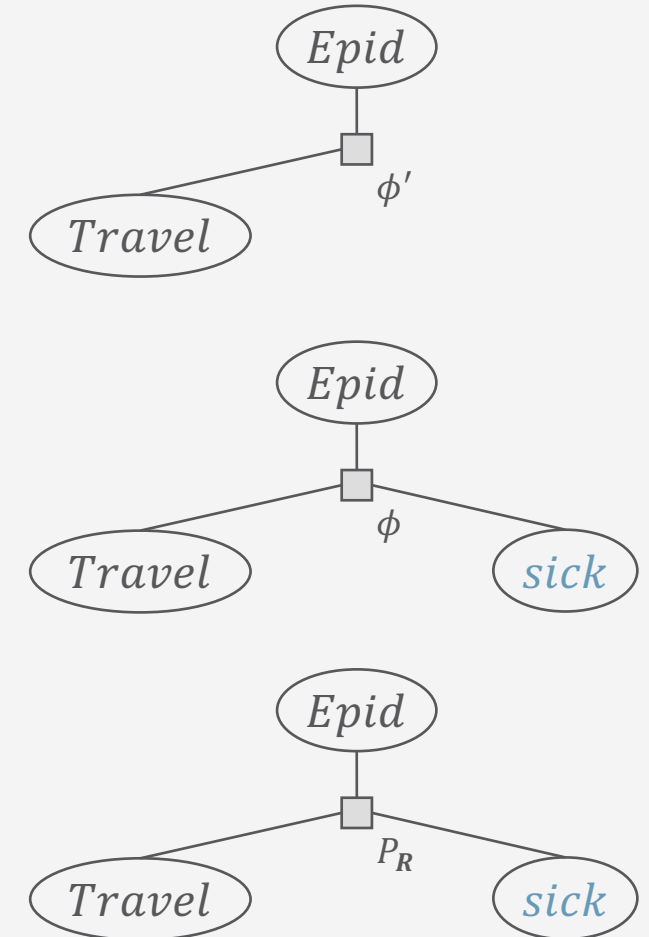 Epid
ϕ′
Travel
Epid
ϕ
Travel sick
Epid
P_R
Travel sick